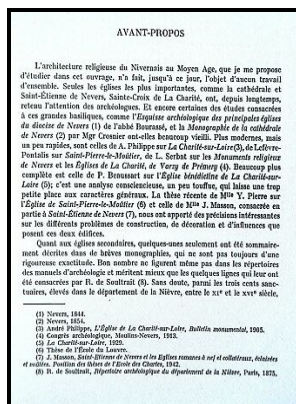 AVANT-PROPOS
L'architecture religieuse du Nivernais au Moyen Age, que je me propose
d'étudier dans cet ouvrage, n'a fait, jusqu'à ce jour, l'objet d'aucun travail
d'ensemble. Seules les églises les plus importantes, comme la cathédrale et
Saint-Étienne de Nevers, Sainte-Croix de La Charité, ont, depuis longtemps,
retenu l'attention des archéologues. Et encore certaines des études consacrées
à ces grandes basiliques, comme l'Esquisse archéologique des principales églises
du diocèse de Nevers (1) de l'abbé Bourassé, et la Monographie de la cathédrale
de Nevers (2) par Mgr Crosnier ont-elles beaucoup vieilli. Plus modernes, mais
un peu rapides, sont celles de A. Philippe sur La Charité-sur-Loire (3), de Lefèvre-
Pontalis sur Saint-Pierre-le-Moûtier, de L. Serbat sur les Monuments religieux
de Nevers et les Églises de La Charité, de Varzy de Prémery (4). Beaucoup plus
complète est celle de P. Beaussart sur l'Église bénédictine de La Charité-sur-
Loire (5); c'est une analyse consciencieuse, un peu touffue, qui laisse une trop
petite place aux caractères généraux. La thèse récente de Mlle Y. Pierre sur
l'Église de Saint-Pierre-le-Moûtier (6) et celle de Mlle J. Masson, consacrée en
partie à Saint-Étienne de Nevers (7), nous ont apporté des précisions intéressantes
sur les différents problèmes de construction, de décoration et d'influences que
posent ces deux édifices.
Quant aux églises secondaires, quelques-unes seulement ont été sommaire-
ment décrites dans de brèves monographies, qui ne sont pas toujours d'une
rigoureuse exactitude. Bon nombre ne figurent même pas dans les répertoires
des manuels d'archéologie et méritent mieux que les quelques lignes qui leur ont
été consacrées par R. de Soultrait (8). Sans doute, parmi les trois cents sanc-
tuaires, élevés dans le département de la Nièvre, entre le XIe et le XVIe siècle,
(1) Nevers, 1844.
(2) Nevers, 1854.
(3) André Philippe, L'Église de La Charité-sur-Loire, Bulletin monumental, 1905.
(4) Congrès archéologique, Moulins-Nevers, 1913.
(5) La Charité-sur-Loire, 1929.
(6) Thèse de l'École du Louvre.
(7) J. Masson, Saint-Étienne de Nevers et les Églises romanes à nef et collatéraux, éclairées
et voûtées. Position des thèses de l'École des Chartes, 1942.
(8) R. de Soultrait, Répertoire archéologique du département de la Nièvre, Paris, 1875.